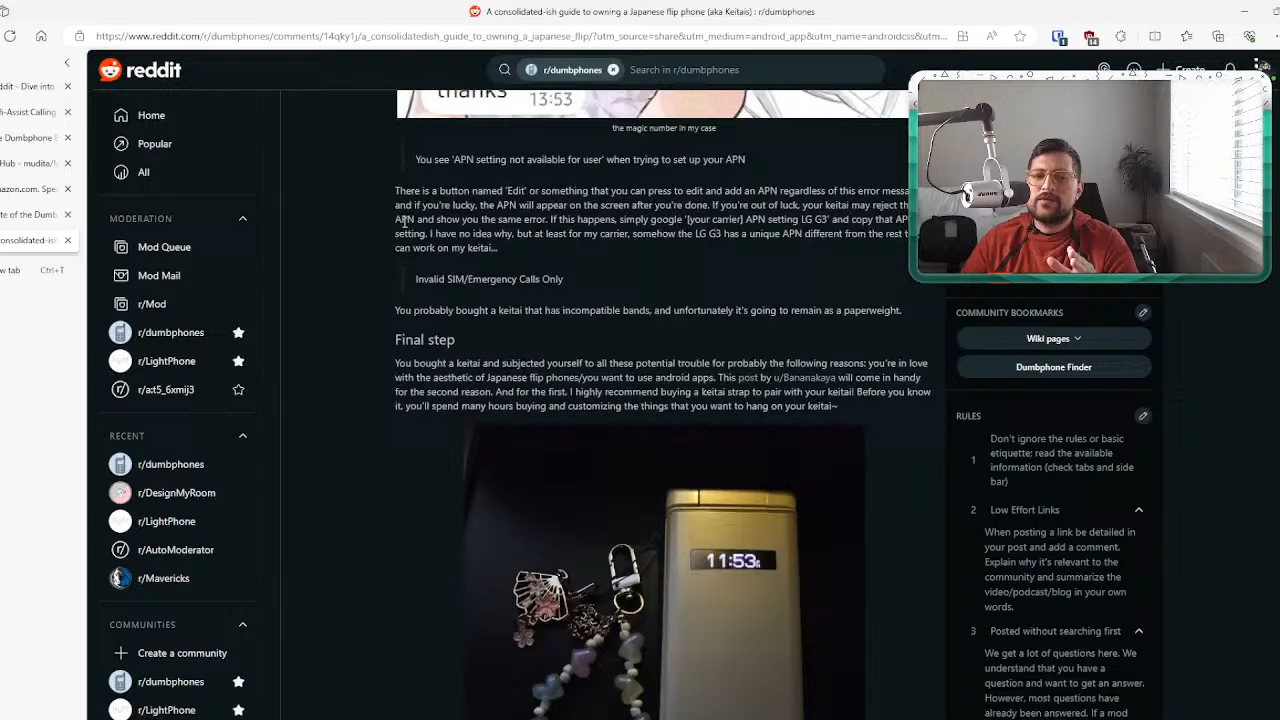 A consolidated-ish guide to owning a Japanese flip phone (aka Keitais) : r/dumbphones
https://www.reddit.com/r/dumbphones/comments/14qky1j/a_consolidatedish_guide_to_owning_a_japanese_flip/?utm_source=share&utm_medium=android_app&utm_name=androidcss&utm...
reddit
r/dumbphones
Search in r/dumbphones
Create
ddit - Dive into
i-Assist Calling
e Dumbphone
Hub - mudita/
azon.com. Spe
te of the Dumb
onsolidated-ish
w tab
Ctrl+T
Home
Popular
All
MODERATION
Mod Queue
Mod Mail
r/Mod
r/dumbphones
r/LightPhone
r/at5_6xmij3
RECENT
r/dumbphones
r/DesignMyRoom
r/LightPhone
r/AutoModerator
r/Mavericks
COMMUNITIES
Create a community
r/dumbphones
r/LightPhone
thanks
13:53
the magic number in my case
You see 'APN setting not available for user' when trying to set up your APN
There is a button named 'Edit' or something that you can press to edit and add an APN regardless of this error messa
and if you're lucky, the APN will appear on the screen after you're done. If you're out of luck, your keitai may reject th
APN and show you the same error. If this happens, simply google '[your carrier] APN setting LG G3' and copy that AP
setting. I have no idea why, but at least for my carrier, somehow the LG G3 has a unique APN different from the rest t
can work on my keitai...
Invalid SIM/Emergency Calls Only
You probably bought a keitai that has incompatible bands, and unfortunately it's going to remain as a paperweight.
Final step
You bought a keitai and subjected yourself to all these potential trouble for probably the following reasons: you're in love
with the aesthetic of Japanese flip phones/you want to use android apps. This post by u/Bananakaya will come in handy
for the second reason. And for the first, I highly recommend buying a keitai strap to pair with your keitai! Before you know
it, you'll spend many hours buying and customizing the things that you want to hang on your keitai~
11:53
COMMUNITY BOOKMARKS
Wiki pages
Dumbphone Finder
RULES
1 Don't ignore the rules or basic
etiquette; read the available
information (check tabs and side
bar)
2 Low Effort Links
When posting a link be detailed in
your post and add a comment.
Explain why it's relevant to the
community and summarize the
video/podcast/blog in your own
words.
3 Posted without searching first
We get a lot of questions here. We
understand that you have a
question and want to get an answer.
However, most questions have
already been answered. If a mod